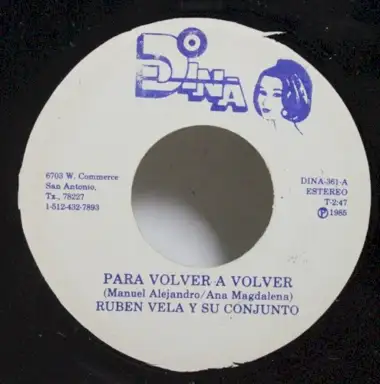 DINA
6703 W. Commerce
San Antonio,
Tx., 78227
1-512-432-7893
DINA-361-A
ESTEREO
T-2:47
Ⓟ 1985
PARA VOLVER A VOLVER
(Manuel Alejandro/Ana Magdalena)
RUBEN VELA Y SU CONJUNTO